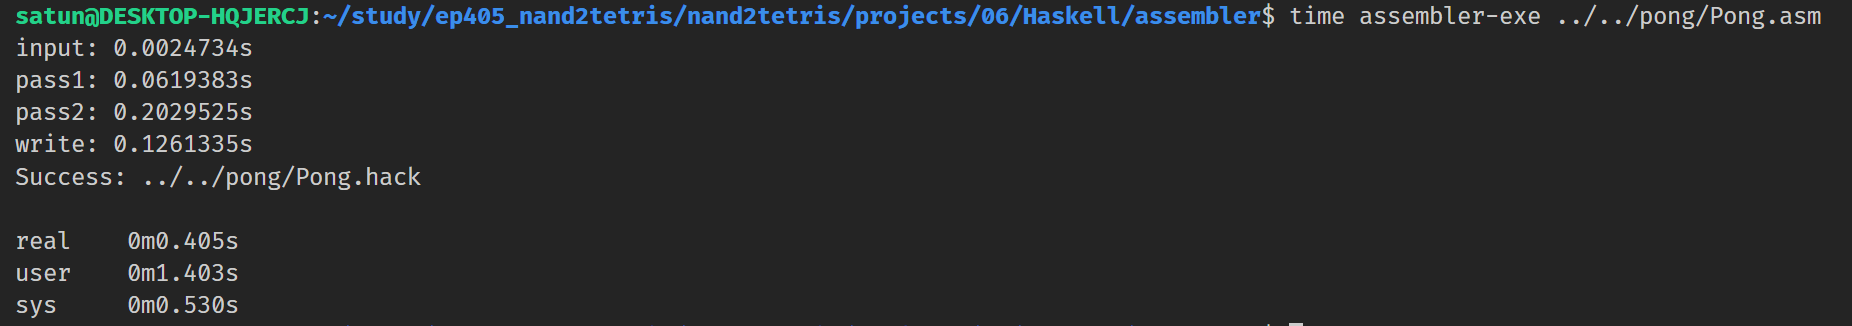 satun@DESKTOP-HQJERCJ:~/study/ep405_nand2tetris/nand2tetris/projects/06/Haskell/assembler$ time assembler-exe ../../pong/Pong.asm
input: 0.0024734s
pass1: 0.0619383s
pass2: 0.2029525s
write: 0.1261335s
Success: ../../pong/Pong.hack

real    0m0.405s
user    0m1.403s
sys     0m0.530s